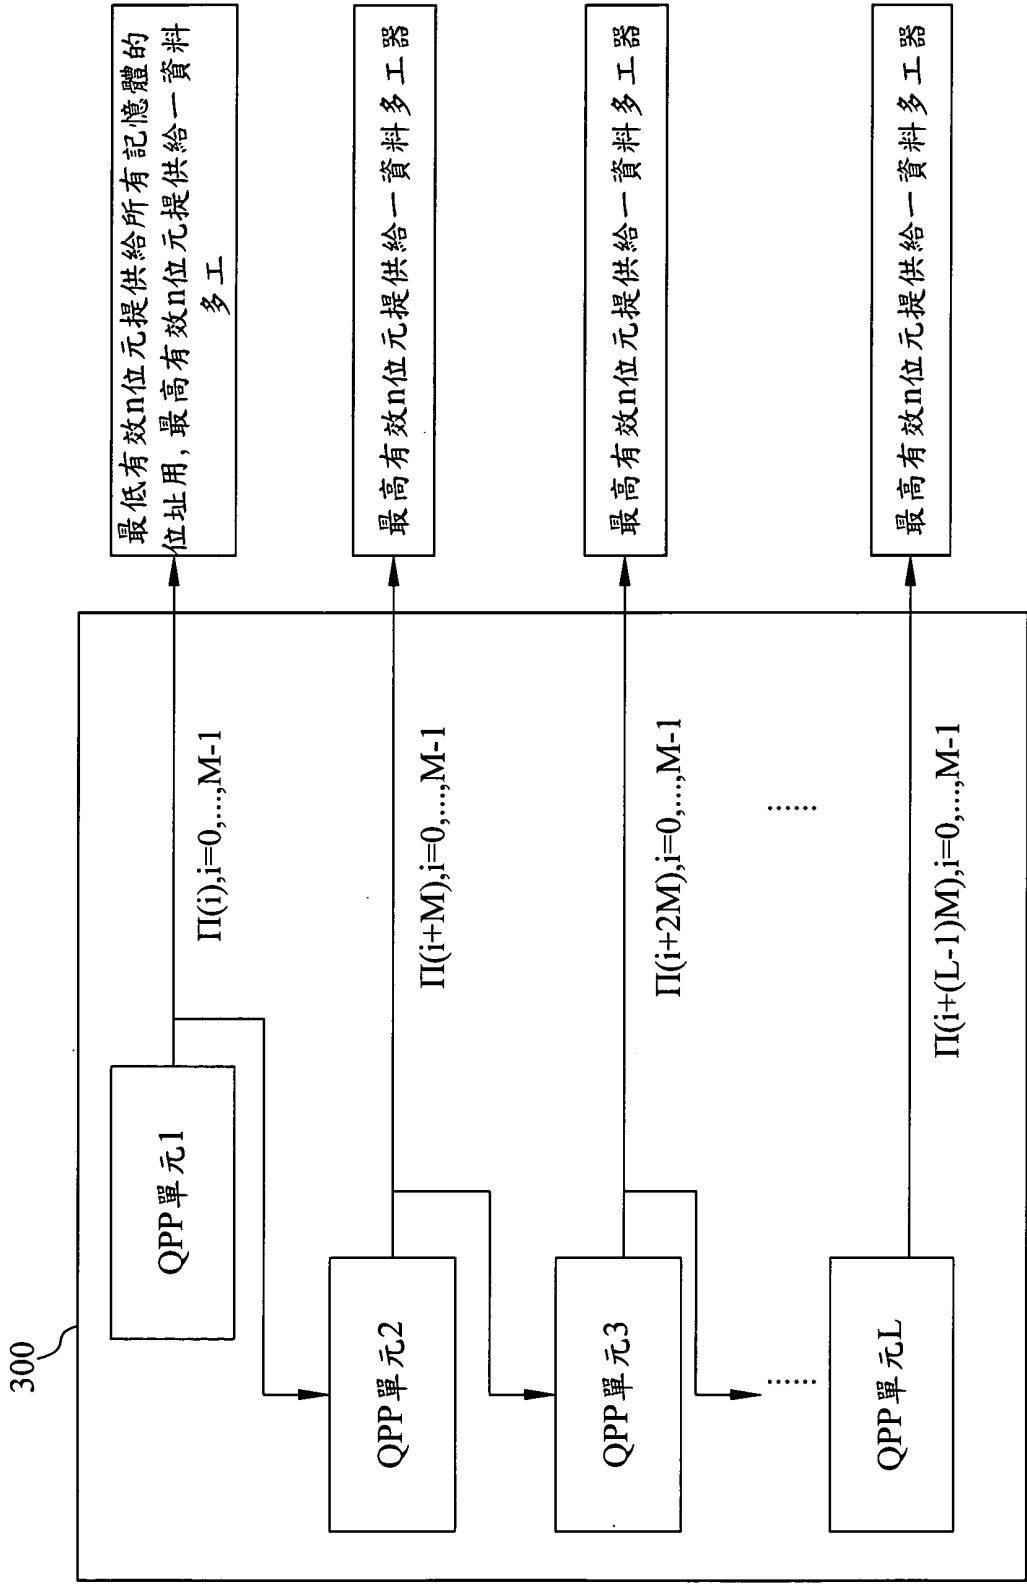 300
QPP單元1
Π(i),i=0,...,M-1
最低有效n位元提供給所有記憶體的
位址用,最高有效n位元提供給一資料
多工
QPP單元2
Π(i+M),i=0,...,M-1
最高有效n位元提供給一資料多工器
QPP單元3
Π(i+2M),i=0,...,M-1
最高有效n位元提供給一資料多工器
......
......
QPP單元L
Π(i+(L-1)M),i=0,...,M-1
最高有效n位元提供給一資料多工器